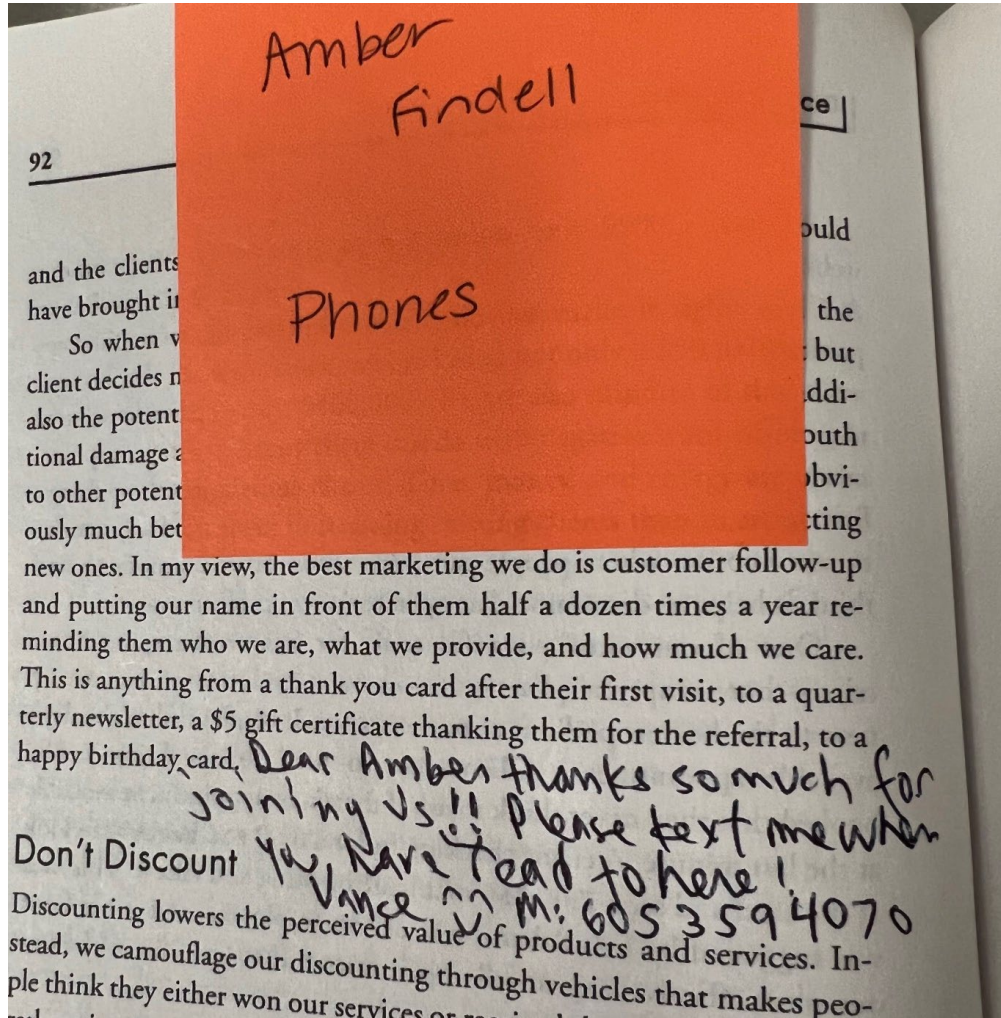 Amber
Findell
Phones
ce
92
ould
and the clients
have brought i
the
So when v
but
client decides n
addi-
also the potent
outh
tional damage a
obvi-
to other potent
cting
ously much bet
new ones. In my view, the best marketing we do is customer follow-up
and putting our name in front of them half a dozen times a year re-
minding them who we are, what we provide, and how much we care.
This is anything from a thank you card after their first visit, to a quar-
terly newsletter, a $5 gift certificate thanking them for the referral, to a
happy birthday card. Dear Amber thanks so much for
joining us!! Please text me when
Don't Discount you have read to here!
Vance M: 605 359 4070
Discounting lowers the perceived value of products and services. In-
stead, we camouflage our discounting through vehicles that makes peo-
ple think they either won our services or